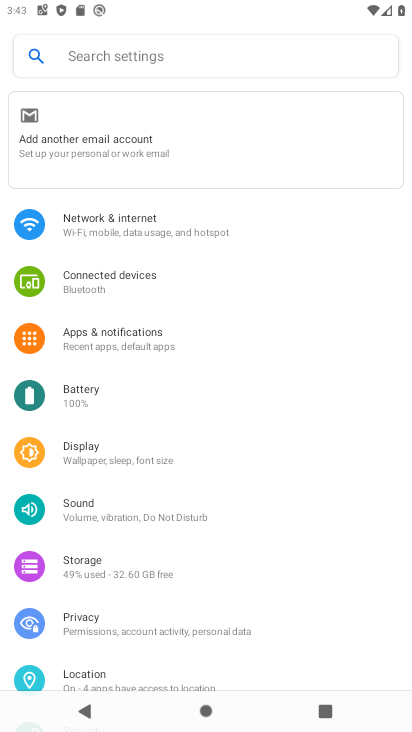 3:43
Search settings
Add another email account
Set up your personal or work email
Network & internet
Wi-Fi, mobile, data usage, and hotspot
Connected devices
Bluetooth
Apps & notifications
Recent apps, default apps
Battery
100%
Display
Wallpaper, sleep, font size
Sound
Volume, vibration, Do Not Disturb
Storage
49% used - 32.60 GB free
Privacy
Permissions, account activity, personal data
Location
On - 4 apps have access to location
Security